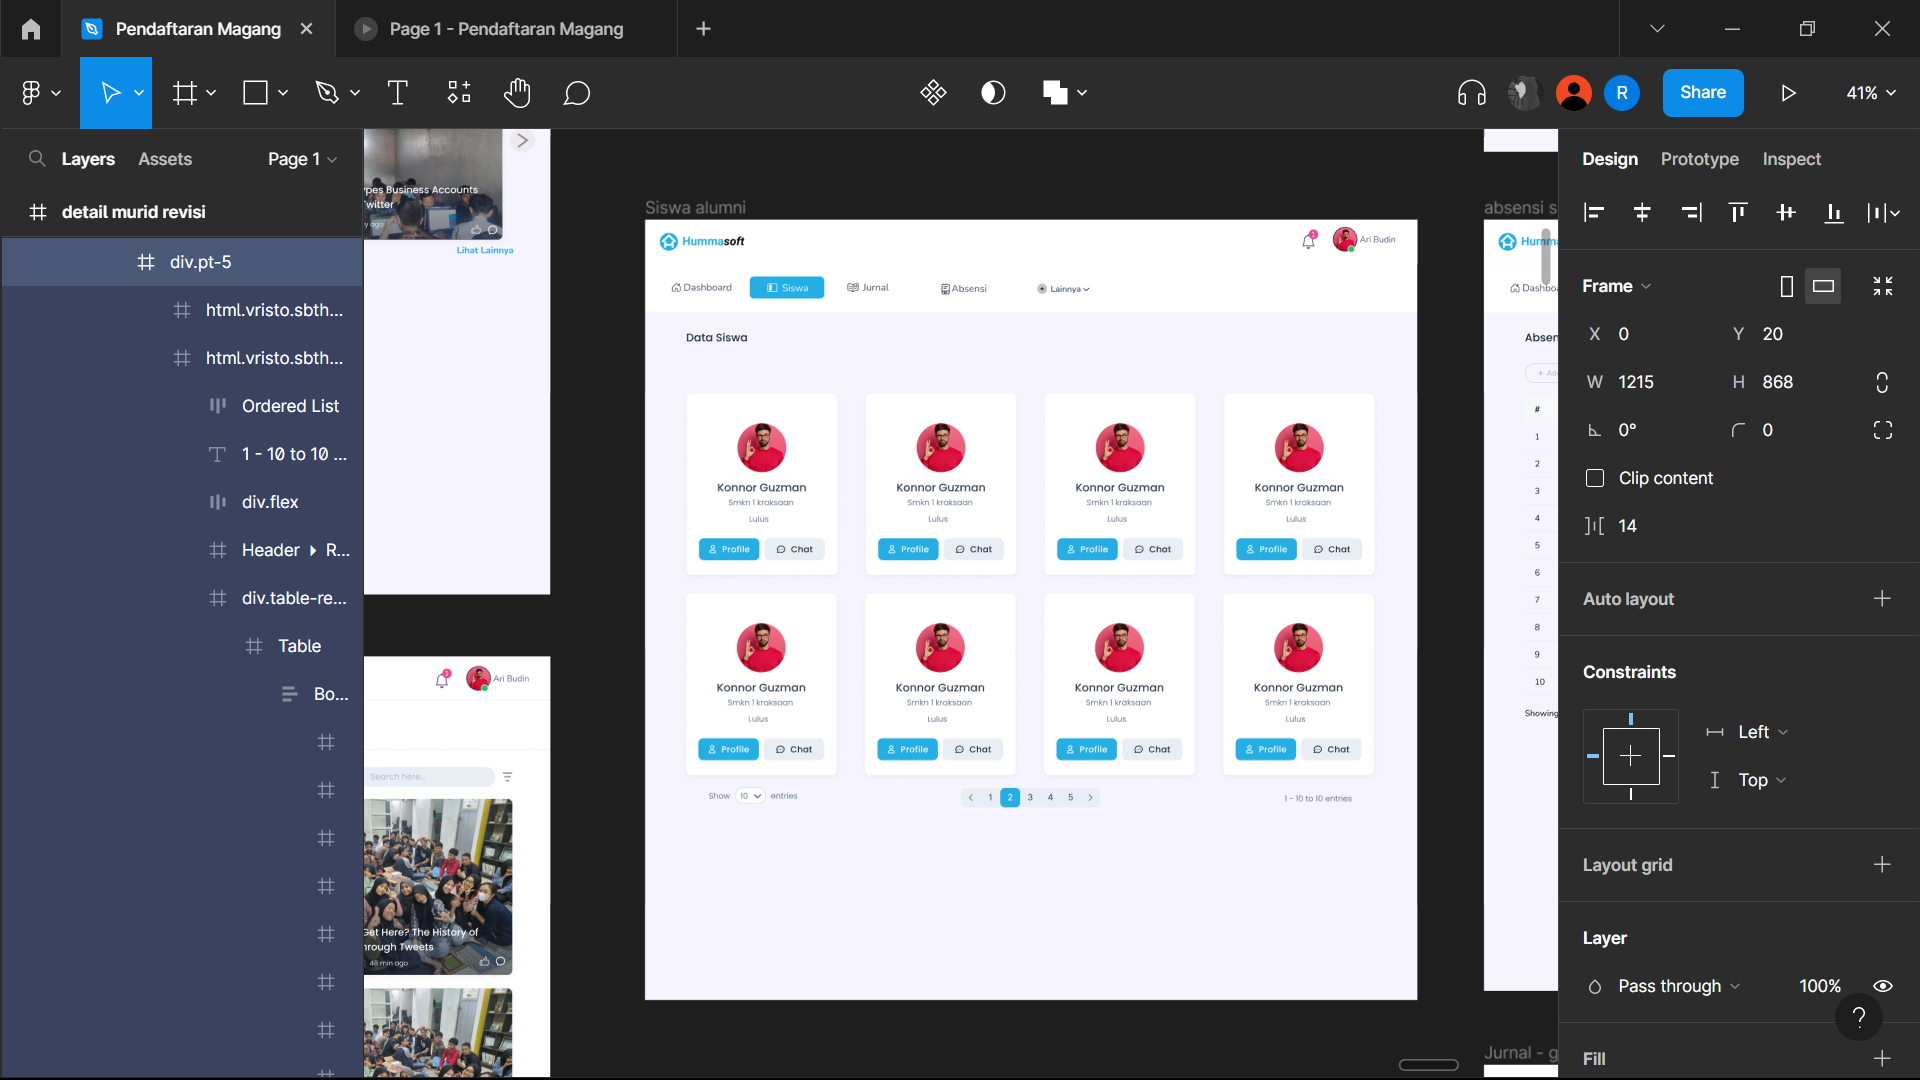 Pendaftaran Magang
Page 1 - Pendaftaran Magang
R
Share
41%
Layers
Assets
Page 1
detail murid revisi
div.pt-5
html.vristo.sbth...
html.vristo.sbth...
Ordered List
1 - 10 to 10 ...
div.flex
Header
R...
div.table-re...
Table
Bo...
ypes Business Accounts
Twitter
y ago
Lihat Lainnya
1
Ari Budin
Search here...
Get Here? The History of
hrough Tweets
48 min ago
Siswa alumni
Hummasoft
1
Ari Budin
Dashboard
Siswa
Jurnal
Absensi
Lainnya
Data Siswa
Konnor Guzman
Smkn 1 kraksaan
Lulus
Profile
Chat
Konnor Guzman
Smkn 1 kraksaan
Lulus
Profile
Chat
Konnor Guzman
Smkn 1 kraksaan
Lulus
Profile
Chat
Konnor Guzman
Smkn 1 kraksaan
Lulus
Profile
Chat
Konnor Guzman
Smkn 1 kraksaan
Lulus
Profile
Chat
Konnor Guzman
Smkn 1 kraksaan
Lulus
Profile
Chat
Konnor Guzman
Smkn 1 kraksaan
Lulus
Profile
Chat
Konnor Guzman
Smkn 1 kraksaan
Lulus
Profile
Chat
Show 10 entries
< 1 2 3 4 5 >
1 - 10 to 10 entries
absensi s
Humm
Dashbo
Absen
+ Ad
#
1
2
3
4
5
6
7
8
9
10
Showing
Jurnal - g
Design
Prototype
Inspect
Frame
X 0
Y 20
W 1215
H 868
0°
0
Clip content
14
Auto layout
Constraints
Left
Top
Layout grid
Layer
Pass through
100%
?
Fill